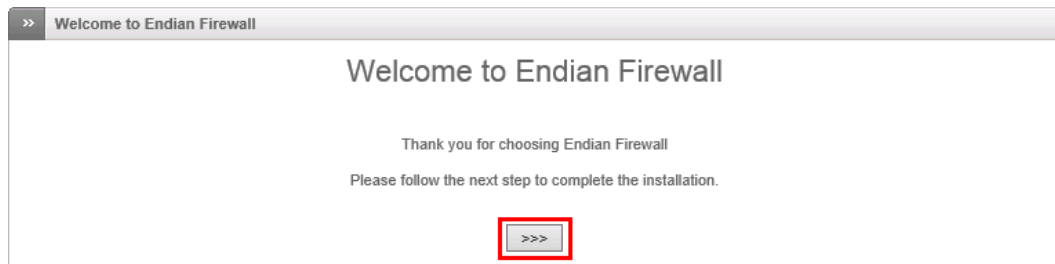 » Welcome to Endian Firewall
Welcome to Endian Firewall
Thank you for choosing Endian Firewall
Please follow the next step to complete the installation.
>>>